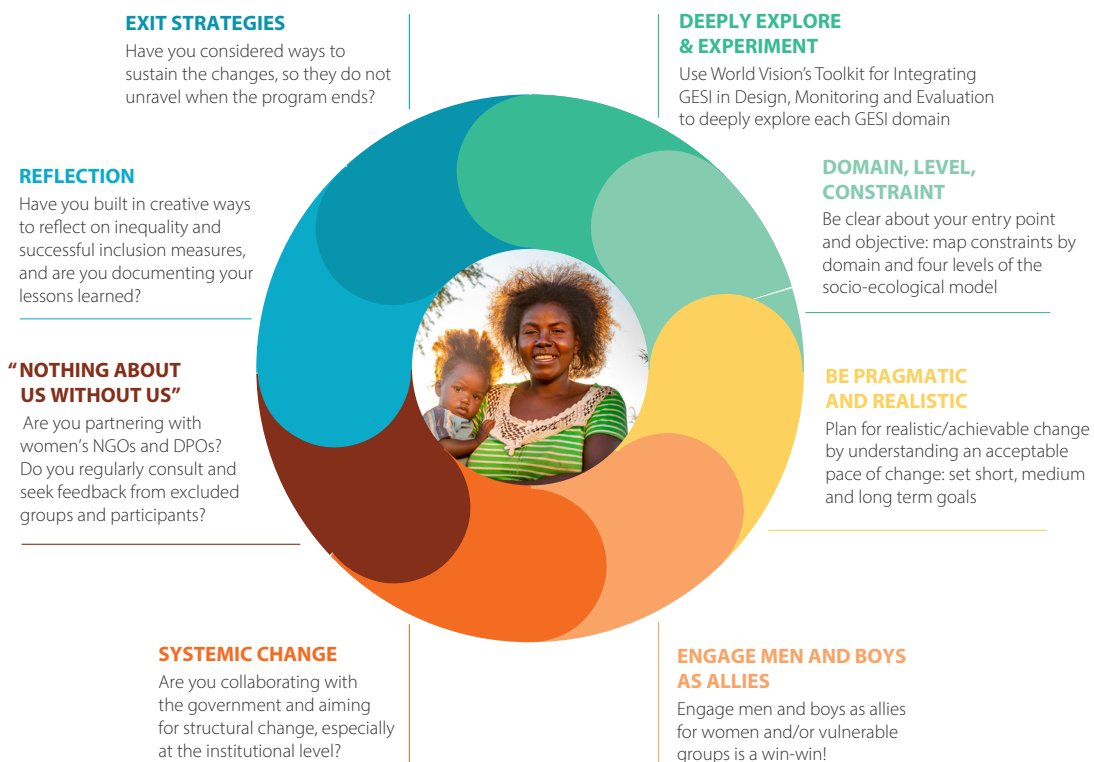 EXIT STRATEGIES
Have you considered ways to
sustain the changes, so they do not
unravel when the program ends?
DEEPLY EXPLORE
& EXPERIMENT
Use World Vision’s Toolkit for Integrating
GESI in Design, Monitoring and Evaluation
to deeply explore each GESI domain
DOMAIN, LEVEL,
CONSTRAINT
Be clear about your entry point
and objective: map constraints by
domain and four levels of the
socio-ecological model
BE PRAGMATIC
AND REALISTIC
Plan for realistic/achievable change
by understanding an acceptable
pace of change: set short, medium
and long term goals
ENGAGE MEN AND BOYS
AS ALLIES
Engage men and boys as allies
for women and/or vulnerable
groups is a win-win!
SYSTEMIC CHANGE
Are you collaborating with
the government and aiming
for structural change, especially
at the institutional level?
“NOTHING ABOUT
US WITHOUT US”
Are you partnering with
women’s NGOs and DPOs?
Do you regularly consult and
seek feedback from excluded
groups and participants?
REFLECTION
Have you built in creative ways
to reflect on inequality and
successful inclusion measures,
and are you documenting your
lessons learned?